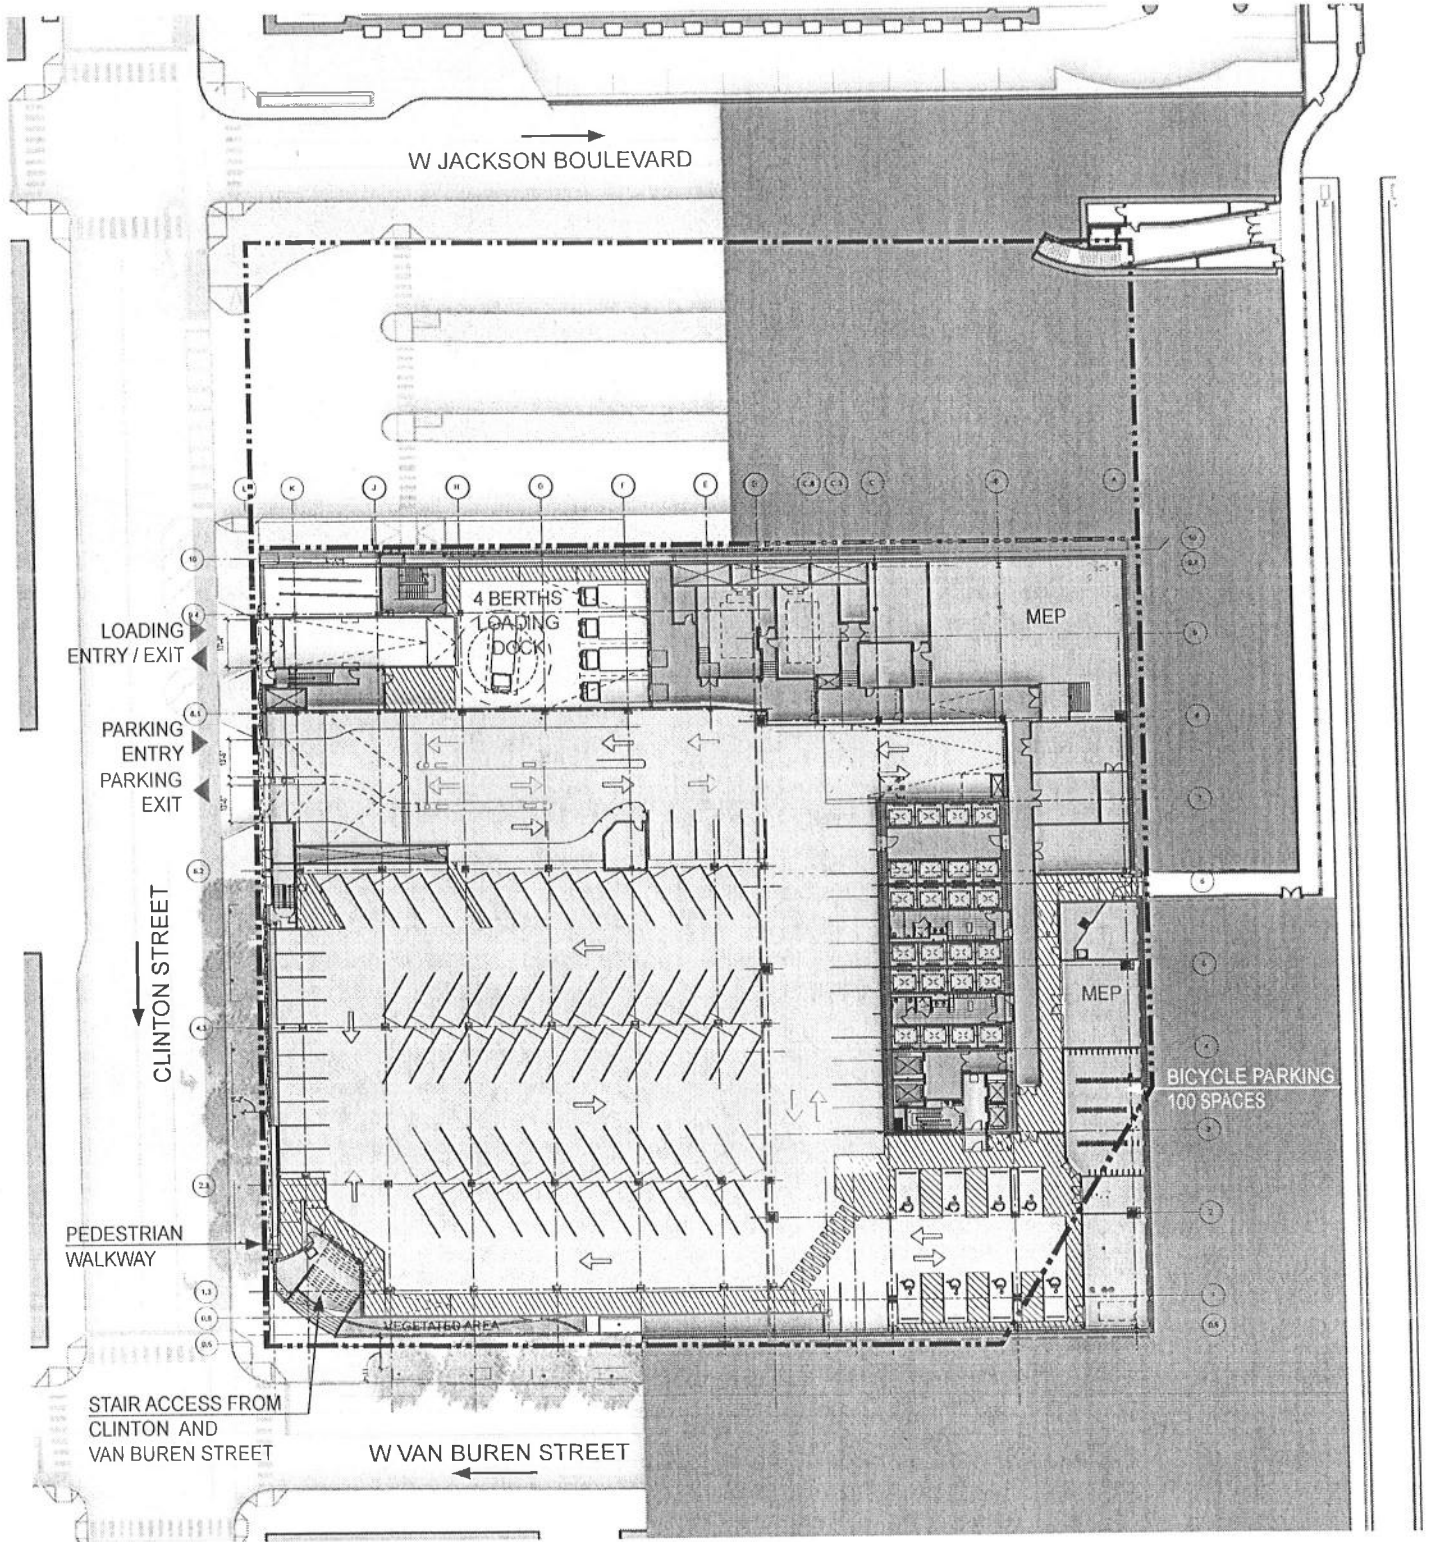 W JACKSON BOULEVARD
L K J H G F E D C C B A
10
4 BERTHS
LOADING
DOCK
MEP
LOADING
ENTRY / EXIT
PARKING
ENTRY
PARKING
EXIT
CLINTON STREET
MEP
BICYCLE PARKING
100 SPACES
PEDESTRIAN
WALKWAY
VEGETATED AREA
STAIR ACCESS FROM
CLINTON AND
VAN BUREN STREET
W VAN BUREN STREET